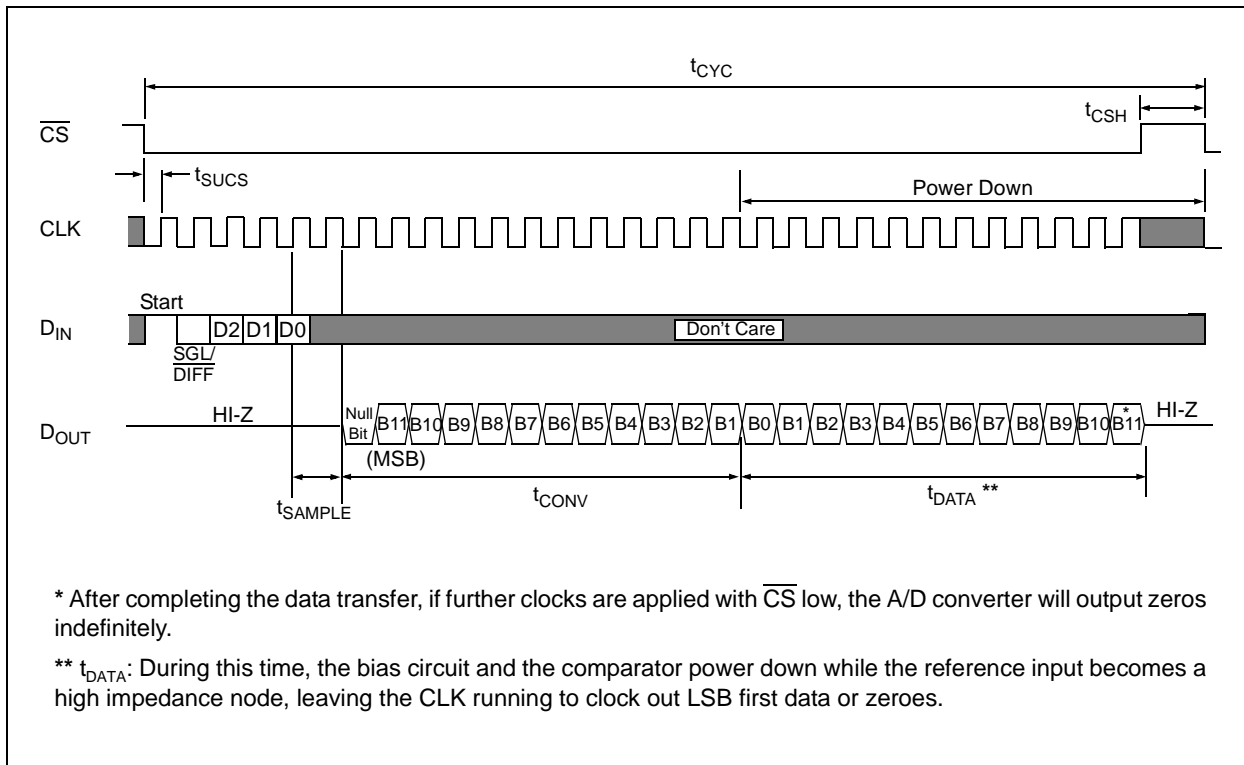 tCYC
tCSH
CS
tSUCS
Power Down
CLK
Start
DIN
D2 D1 D0
Don't Care
SGL/
DIFF
HI-Z
DOUT
Null
Bit
B11 B10 B9 B8 B7 B6 B5 B4 B3 B2 B1 B0 B1 B2 B3 B4 B5 B6 B7 B8 B9 B10 B11
*
HI-Z
(MSB)
tSAMPLE
tCONV
tDATA **
* After completing the data transfer, if further clocks are applied with CS low, the A/D converter will output zeros
indefinitely.
** tDATA: During this time, the bias circuit and the comparator power down while the reference input becomes a
high impedance node, leaving the CLK running to clock out LSB first data or zeroes.